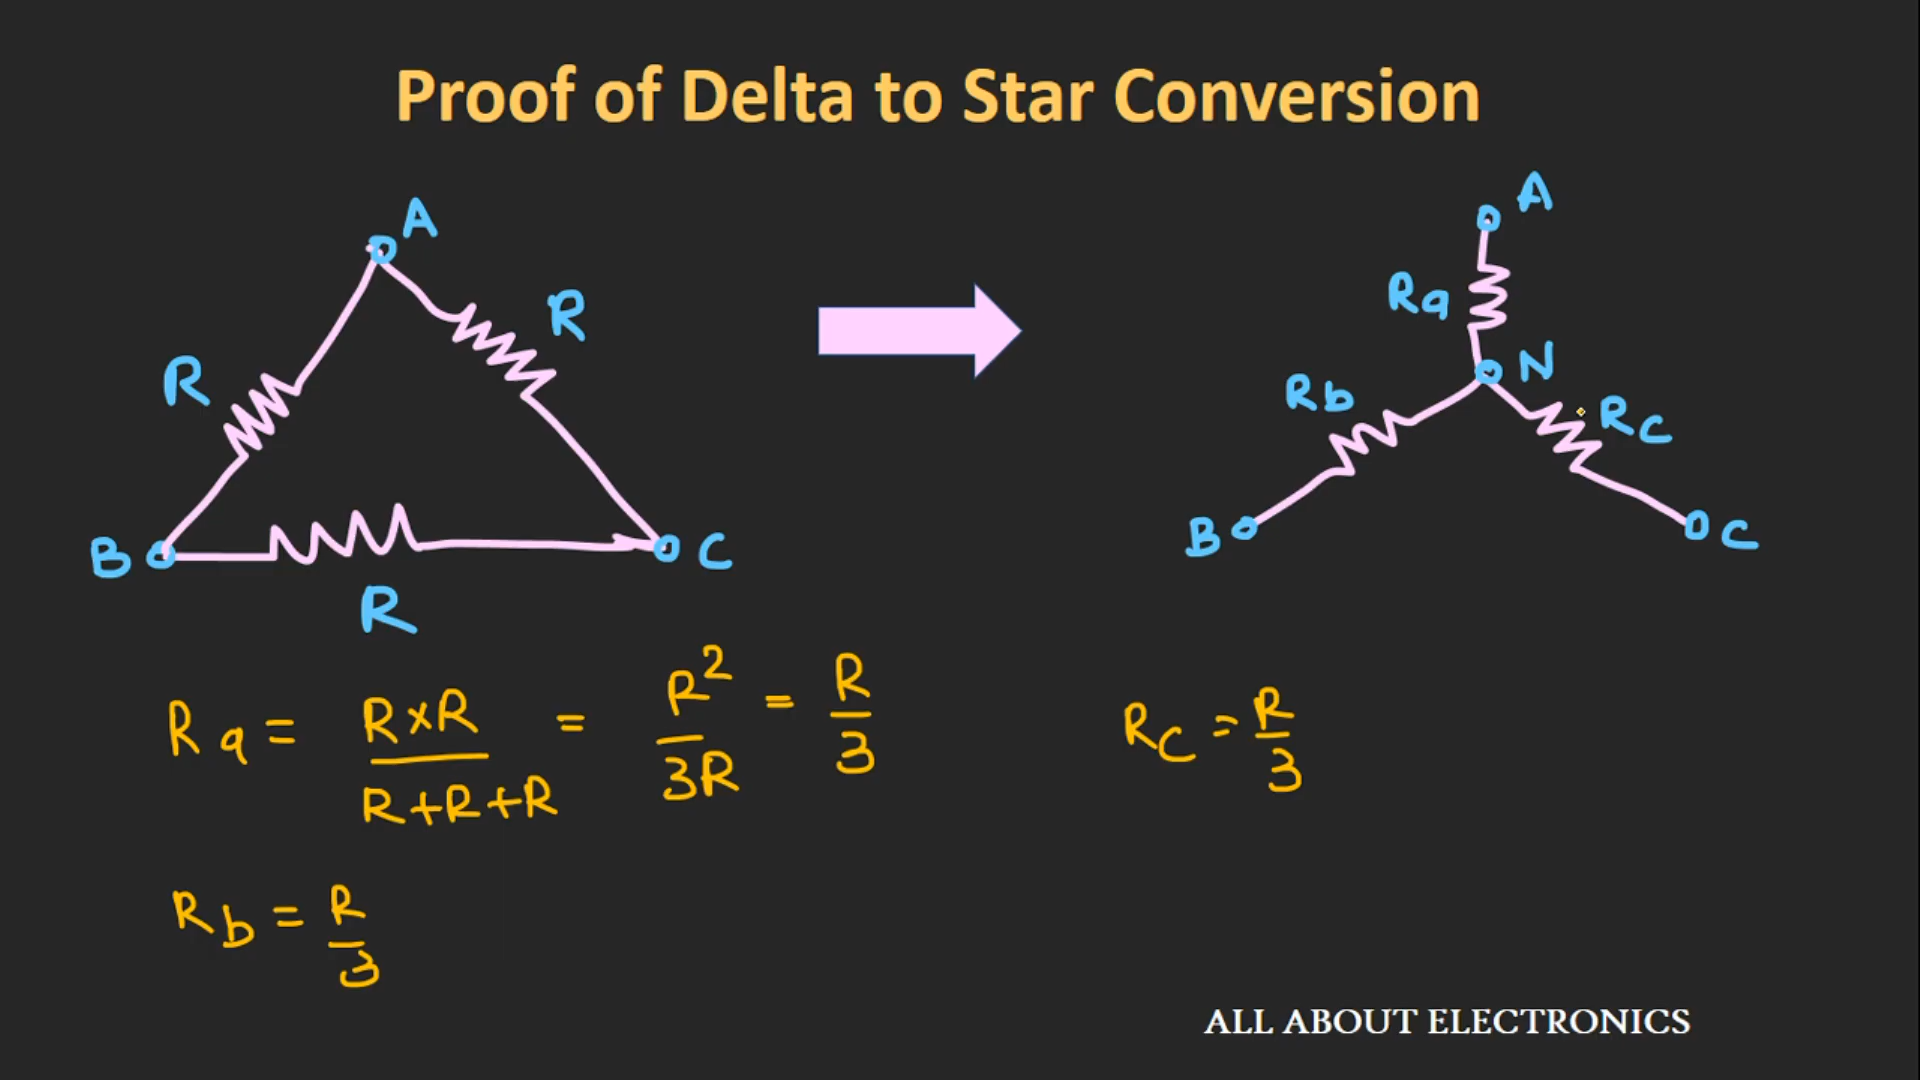 Proof of Delta to Star Conversion
A
R
R
B
C
R
A
Ra
N
Rb
Rc
B
C
Ra = R×R / R+R+R = R² / 3R = R / 3
Rc = R / 3
Rb = R / 3
ALL ABOUT ELECTRONICS